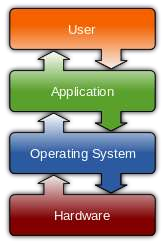 User
Application
Operating System
Hardware